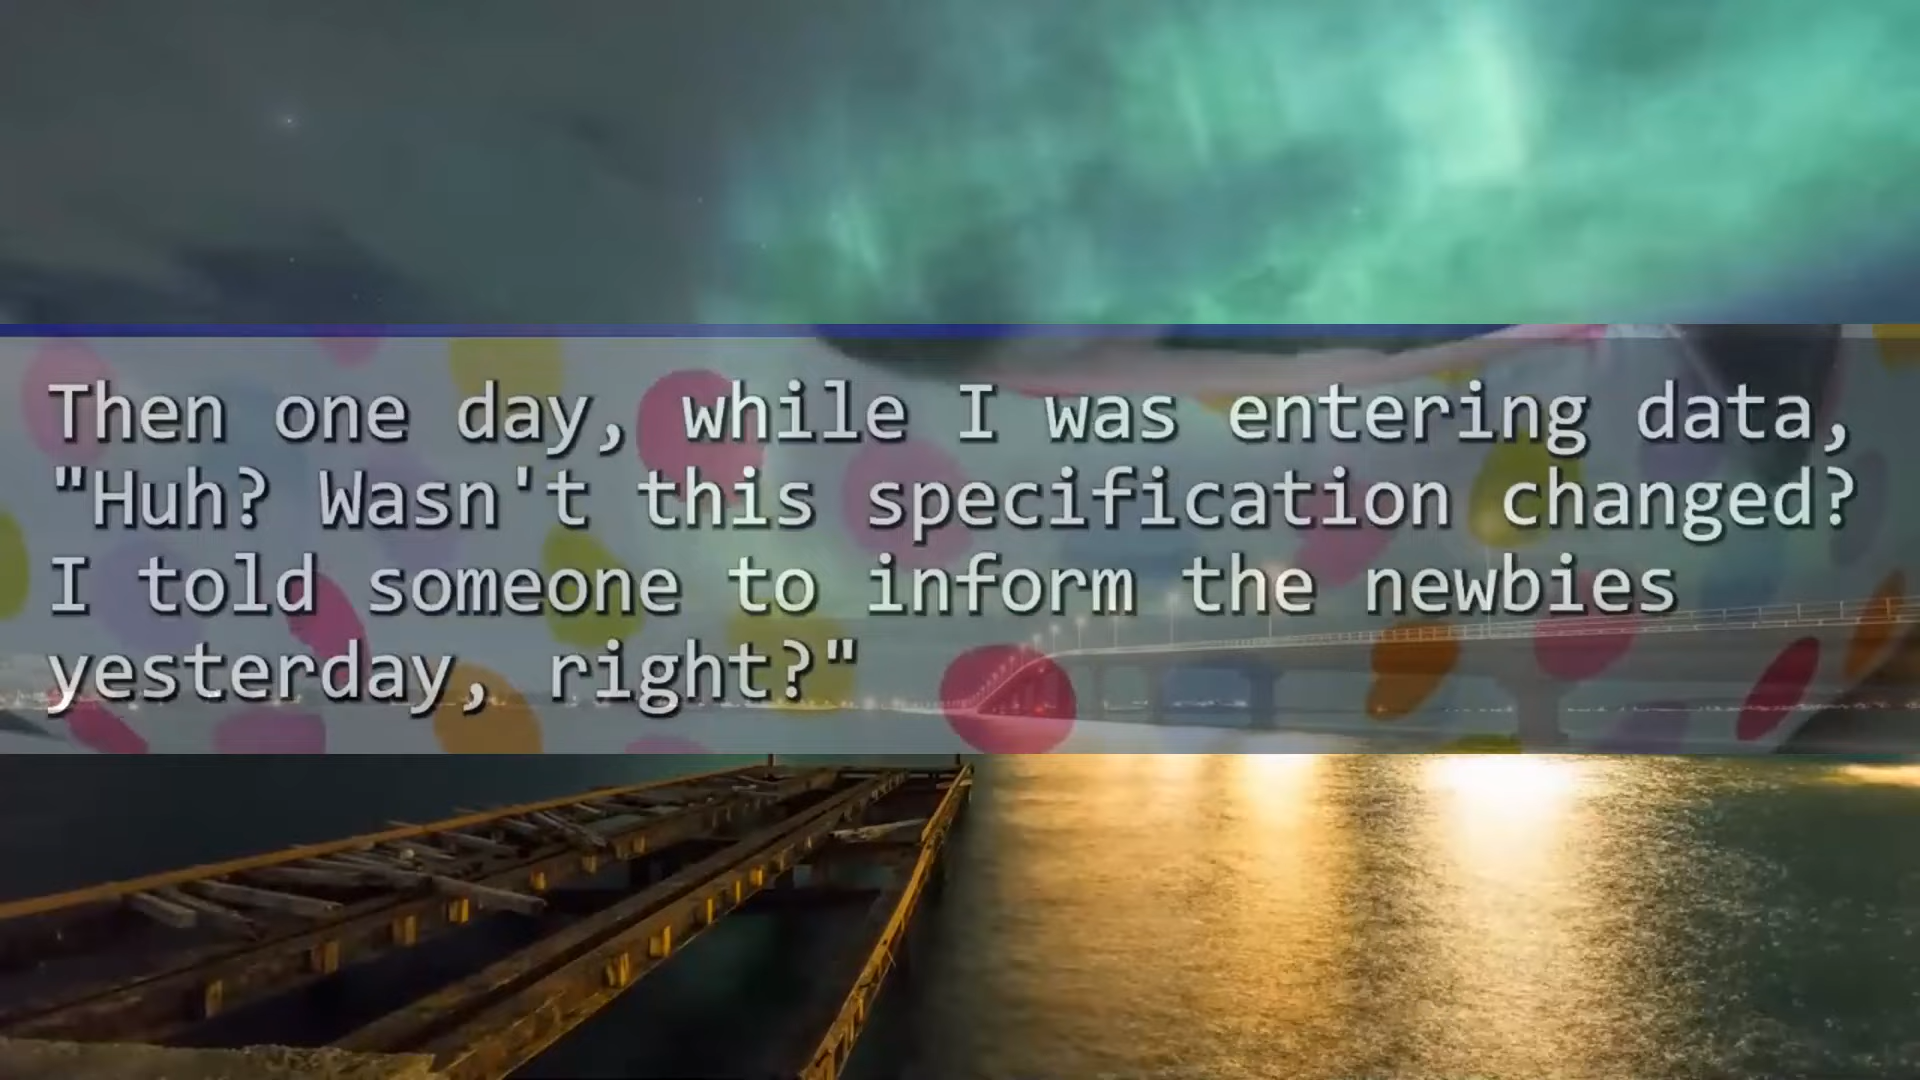 Then one day, while I was entering data,
"Huh? Wasn't this specification changed?
I told someone to inform the newbies
yesterday, right?"